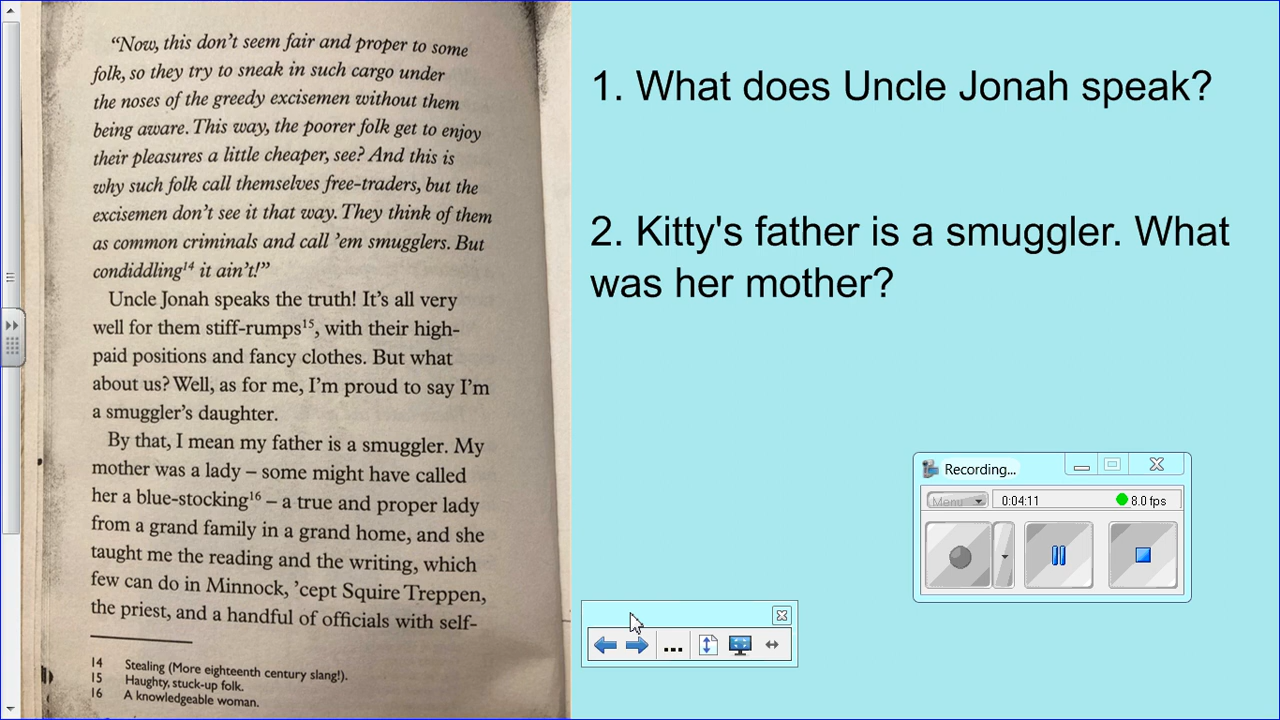 “Now, this don’t seem fair and proper to some
folk, so they try to sneak in such cargo under
the noses of the greedy excisemen without them
being aware. This way, the poorer folk get to enjoy
their pleasures a little cheaper, see? And this is
why such folk call themselves free-traders, but the
excisemen don’t see it that way. They think of them
as common criminals and call ’em smugglers. But
condiddling¹⁴ it ain’t!”
Uncle Jonah speaks the truth! It’s all very
well for them stiff-rumps¹⁵, with their high-
paid positions and fancy clothes. But what
about us? Well, as for me, I’m proud to say I’m
a smuggler’s daughter.
By that, I mean my father is a smuggler. My
mother was a lady – some might have called
her a blue-stocking¹⁶ – a true and proper lady
from a grand family in a grand home, and she
taught me the reading and the writing, which
few can do in Minnock, ’cept Squire Treppen,
the priest, and a handful of officials with self-
14 Stealing (More eighteenth century slang!).
15 Haughty, stuck-up folk.
16 A knowledgeable woman.
1. What does Uncle Jonah speak?
2. Kitty's father is a smuggler. What
was her mother?
Recording...
Menu
0:04:11
8.0 fps
...